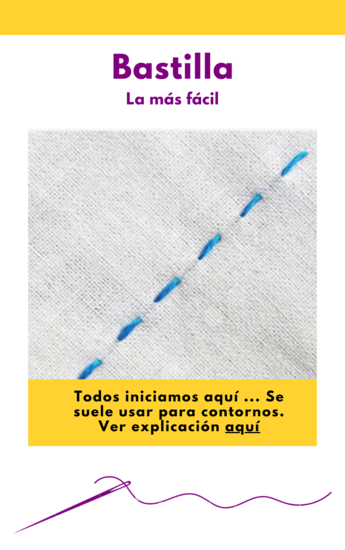 Bastilla
La más fácil
Todos iniciamos aquí ... Se
suele usar para contornos.
Ver explicación aquí